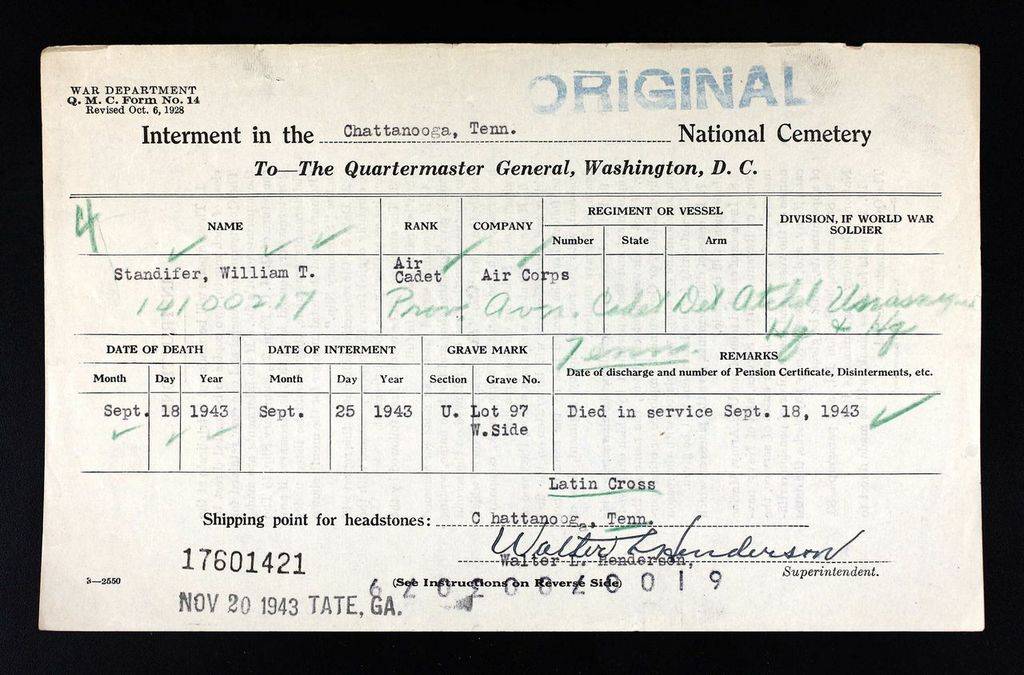 WAR DEPARTMENT
Q. M. C. Form No. 14
Revised Oct. 6, 1928
ORIGINAL
Interment in the Chattanooga, Tenn. National Cemetery
To—The Quartermaster General, Washington, D. C.
4
NAME
RANK
COMPANY
REGIMENT OR VESSEL
Number
State
Arm
DIVISION, IF WORLD WAR
SOLDIER
Standifer, William T.
Air
Cadet
Air Corps
14100217
Prov. Avn. Cadet Det Atchd Unassigned
Hq & Hq
Tenn.
DATE OF DEATH
Month
Day
Year
DATE OF INTERMENT
Month
Day
Year
GRAVE MARK
Section
Grave No.
REMARKS
Date of discharge and number of Pension Certificate, Disinterments, etc.
Sept. 18 1943
Sept. 25 1943
U. Lot 97
W.Side
Died in service Sept. 18, 1943
Latin Cross
Shipping point for headstones: C hattanooga, Tenn.
Walter L Henderson
Walter L. Henderson,
Superintendent.
17601421
3—2550
(See Instructions on Reverse Side)
NOV 20 1943 TATE, GA.